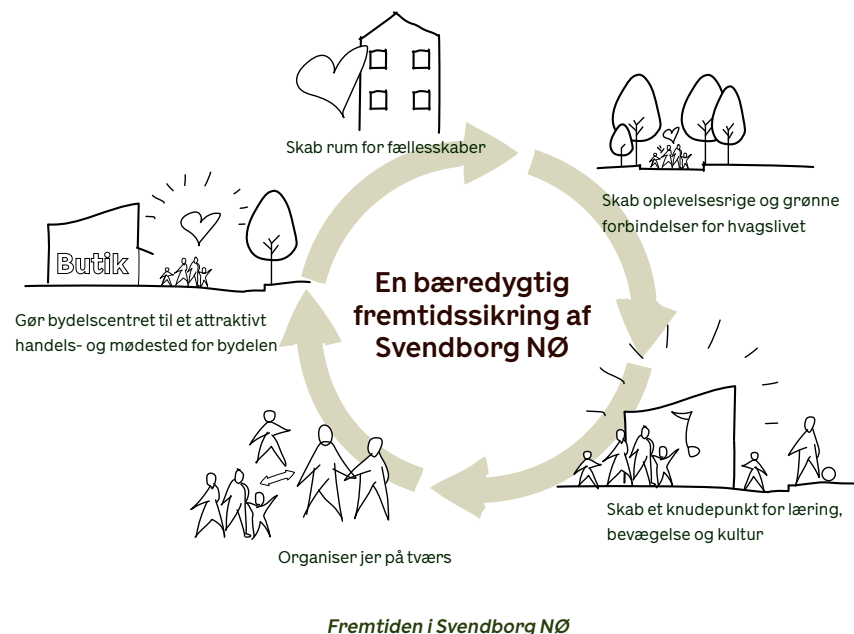 Skab rum for fællesskaber
Skab oplevelsesrige og grønne
forbindelser for hvagslivet
Butik
En bæredygtig
fremtidssikring af
Svendborg NØ
Gør bydelscentret til et attraktivt
handels- og mødested for bydelen
Skab et knudepunkt for læring,
bevægelse og kultur
Organiser jer på tværs
Fremtiden i Svendborg NØ